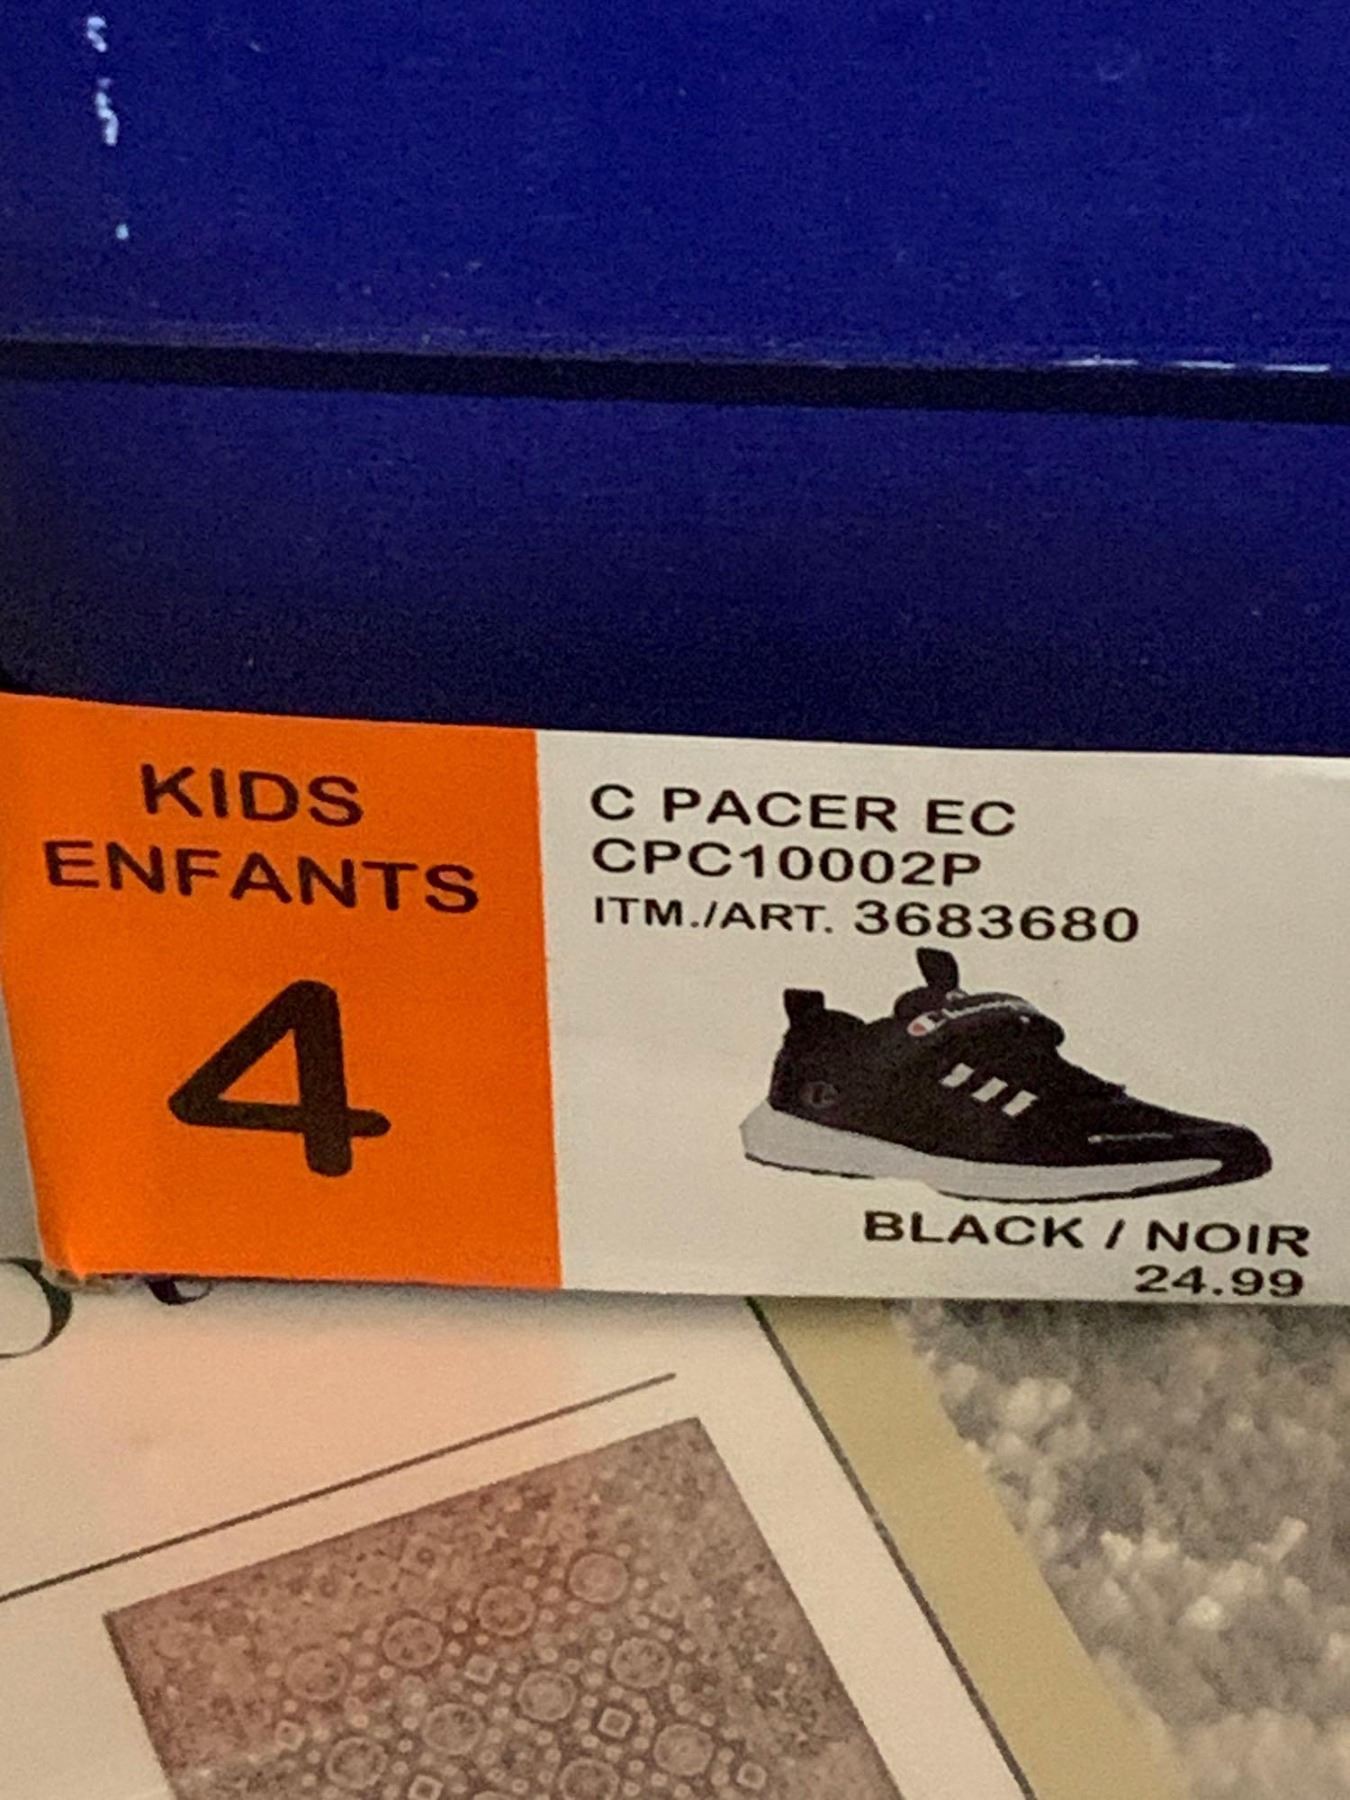 KIDS
ENFANTS
4
C PACER EC
CPC10002P
ITM./ART. 3683680
BLACK / NOIR
24.99